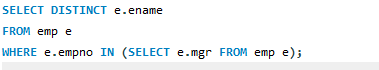 SELECT DISTINCT e.ename
FROM emp e
WHERE e.empno IN (SELECT e.mgr FROM emp e);